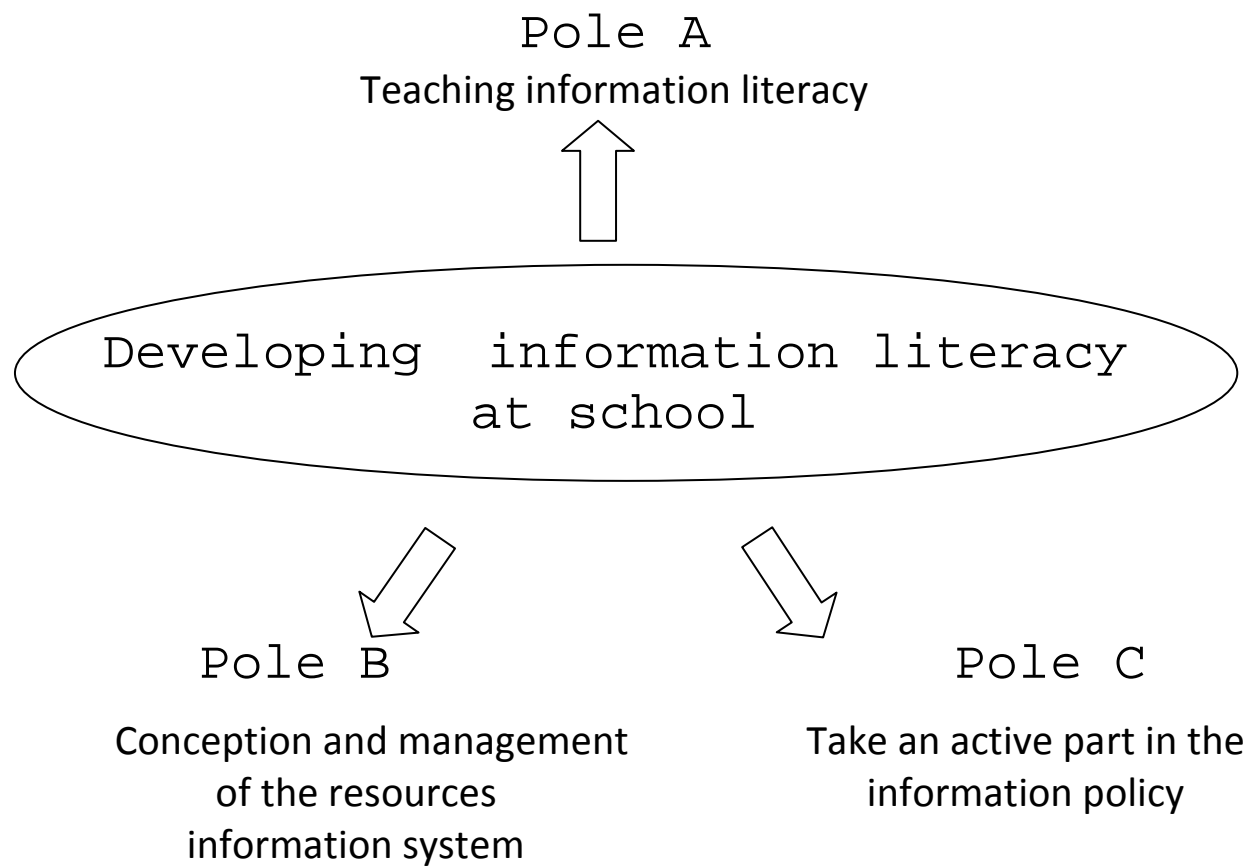 Pole A
Teaching information literacy
Developing information literacy
at school
Pole B
Conception and management
of the resources
information system
Pole C
Take an active part in the
information policy